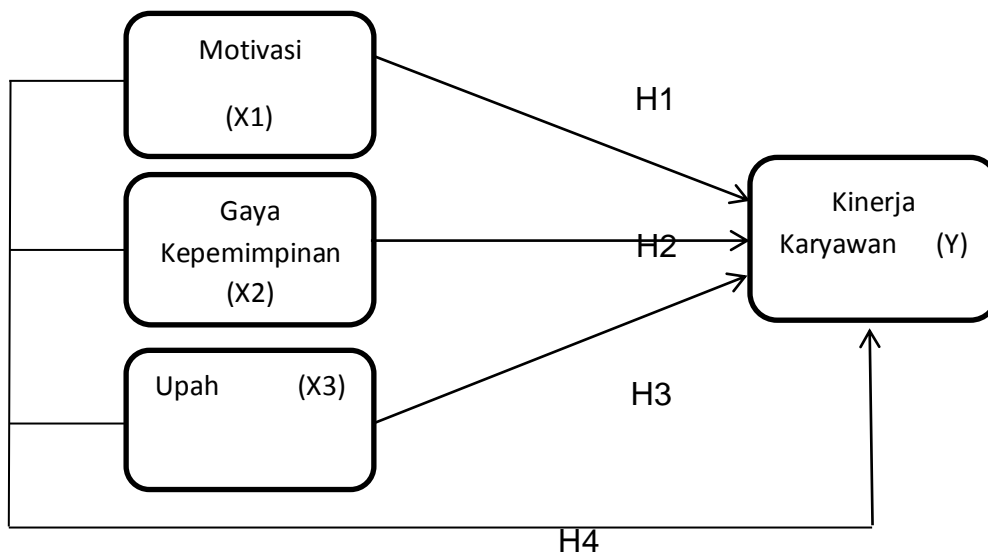 Motivasi
(X1)
H1
Gaya
Kepemimpinan
(X2)
H2
Kinerja
Karyawan (Y)
Upah (X3)
H3
H4